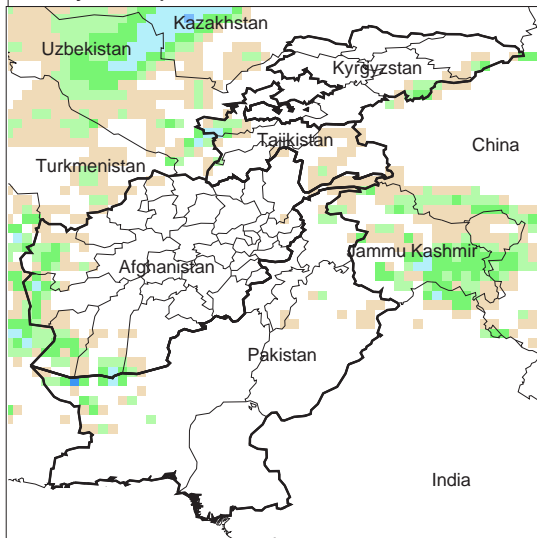 Kazakhstan
Uzbekistan
Kyrgyzstan
Tajikistan
China
Turkmenistan
Jammu Kashmir
Afghanistan
Pakistan
India